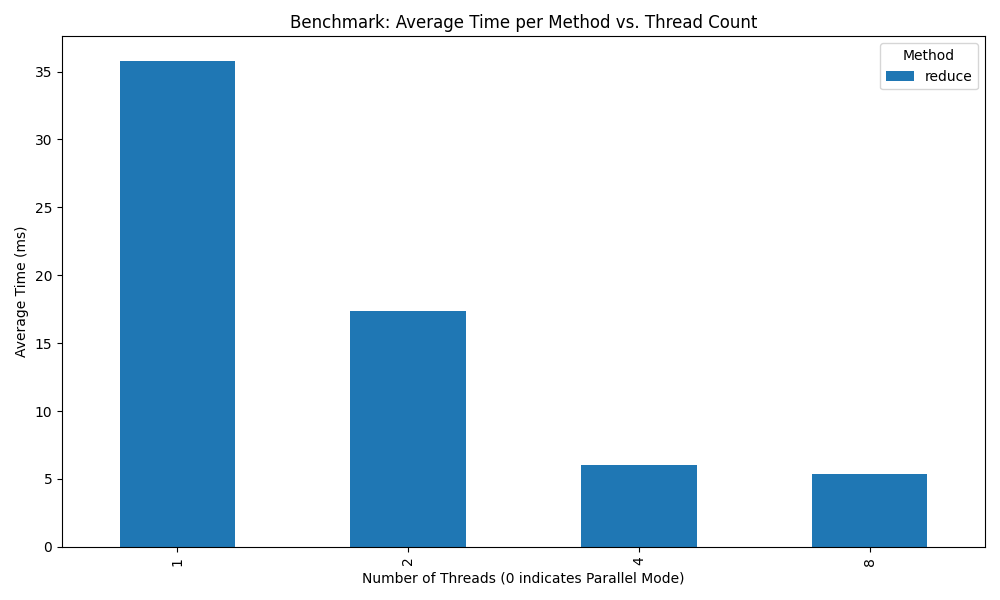 Benchmark: Average Time per Method vs. Thread Count
Method
reduce
Average Time (ms)
35
30
25
20
15
10
5
0
1
2
4
8
Number of Threads (0 indicates Parallel Mode)